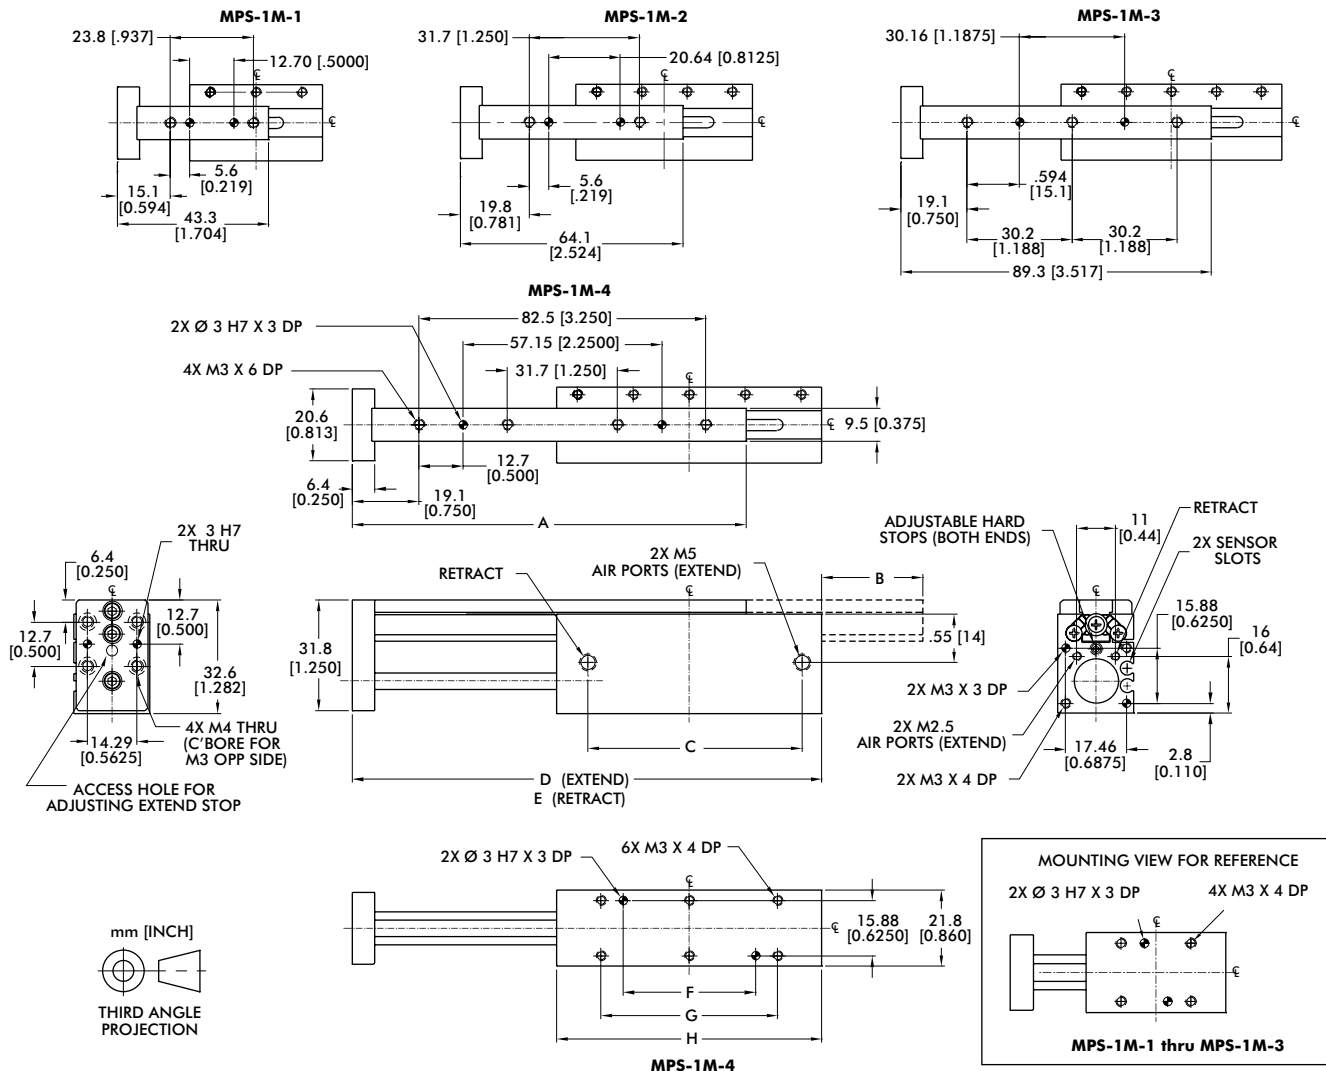 MPS-1M-1
23.8 [.937]
12.70 [.5000]
℄
℄
5.6
[0.219]
15.1
[0.594]
43.3
[1.704]
MPS-1M-2
31.7 [1.250]
20.64 [0.8125]
℄
℄
5.6
[.219]
19.8
[0.781]
64.1
[2.524]
MPS-1M-3
30.16 [1.1875]
℄
℄
.594
[15.1]
19.1
[0.750]
30.2
[1.188]
30.2
[1.188]
89.3 [3.517]
MPS-1M-4
2X Ø 3 H7 X 3 DP
82.5 [3.250]
57.15 [2.2500]
4X M3 X 6 DP
31.7 [1.250]
℄
20.6
[0.813]
9.5 [0.375]
℄
12.7
[0.500]
6.4
[0.250]
19.1
[0.750]
A
2X 3 H7
THRU
6.4
[0.250]
℄
12.7
[0.500]
12.7
[0.500]
32.6
[1.282]
14.29
[0.5625]
4X M4 THRU
(C'BORE FOR
M3 OPP SIDE)
ACCESS HOLE FOR
ADJUSTING EXTEND STOP
RETRACT
2X M5
AIR PORTS (EXTEND)
℄
B
31.8
[1.250]
.55 [14]
C
D (EXTEND)
E (RETRACT)
ADJUSTABLE HARD
STOPS (BOTH ENDS)
11
[0.44]
RETRACT
2X SENSOR
SLOTS
℄
15.88
[0.6250]
16
[0.64]
2X M3 X 3 DP
2X M2.5
AIR PORTS (EXTEND)
17.46
[0.6875]
2.8
[0.110]
2X M3 X 4 DP
2X Ø 3 H7 X 3 DP
6X M3 X 4 DP
℄
15.88
[0.6250]
21.8
[0.860]
℄
F
G
H
MPS-1M-4
mm [INCH]
THIRD ANGLE
PROJECTION
MOUNTING VIEW FOR REFERENCE
2X Ø 3 H7 X 3 DP
4X M3 X 4 DP
℄
℄
MPS-1M-1 thru MPS-1M-3